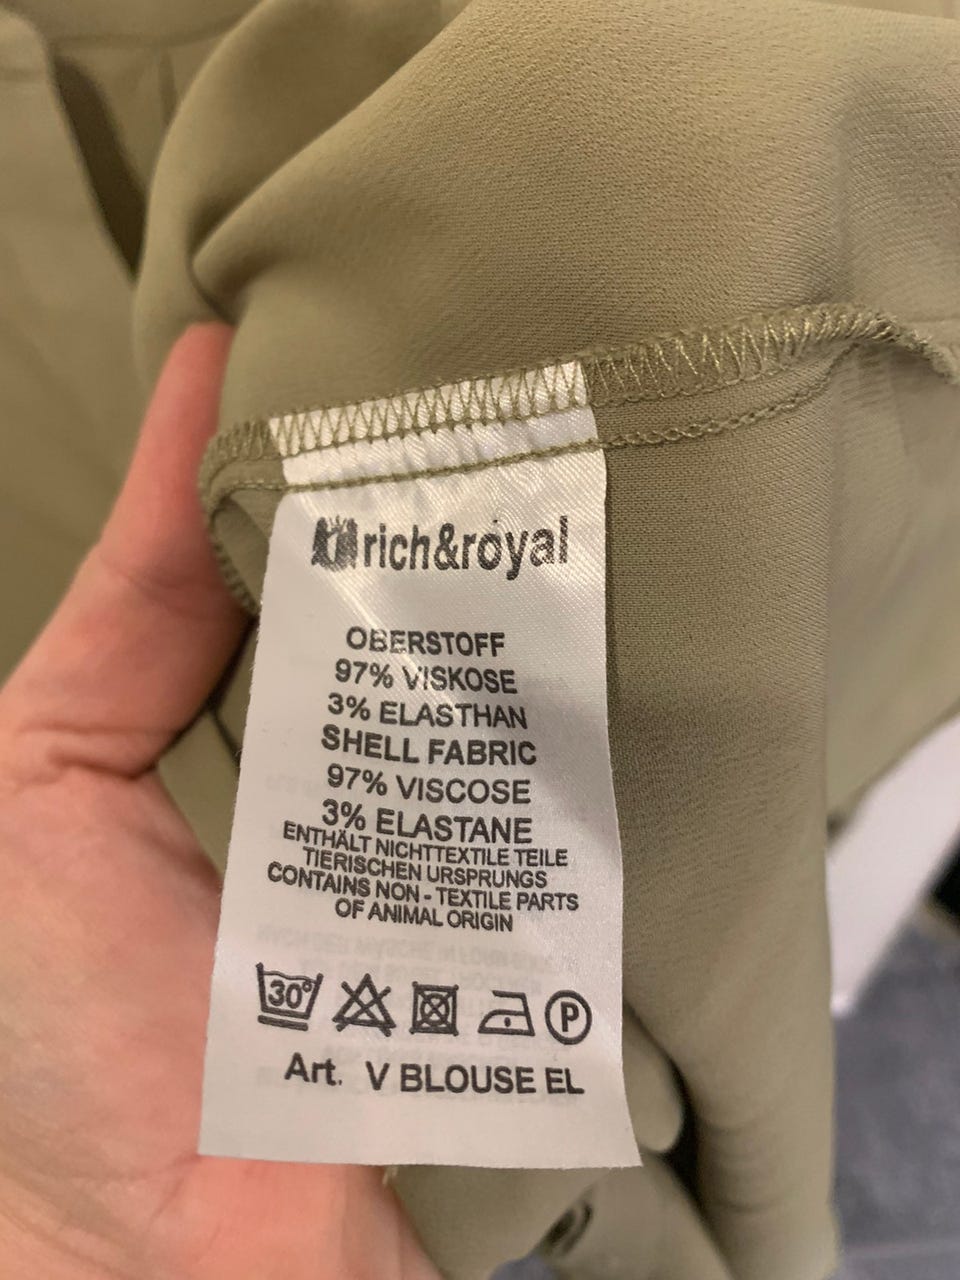 rich&royal
OBERSTOFF
97% VISKOSE
3% ELASTHAN
SHELL FABRIC
97% VISCOSE
3% ELASTANE
ENTHÄLT NICHTTEXTILE TEILE
TIERISCHEN URSPRUNGS
CONTAINS NON - TEXTILE PARTS
OF ANIMAL ORIGIN
30° P
Art. V BLOUSE EL